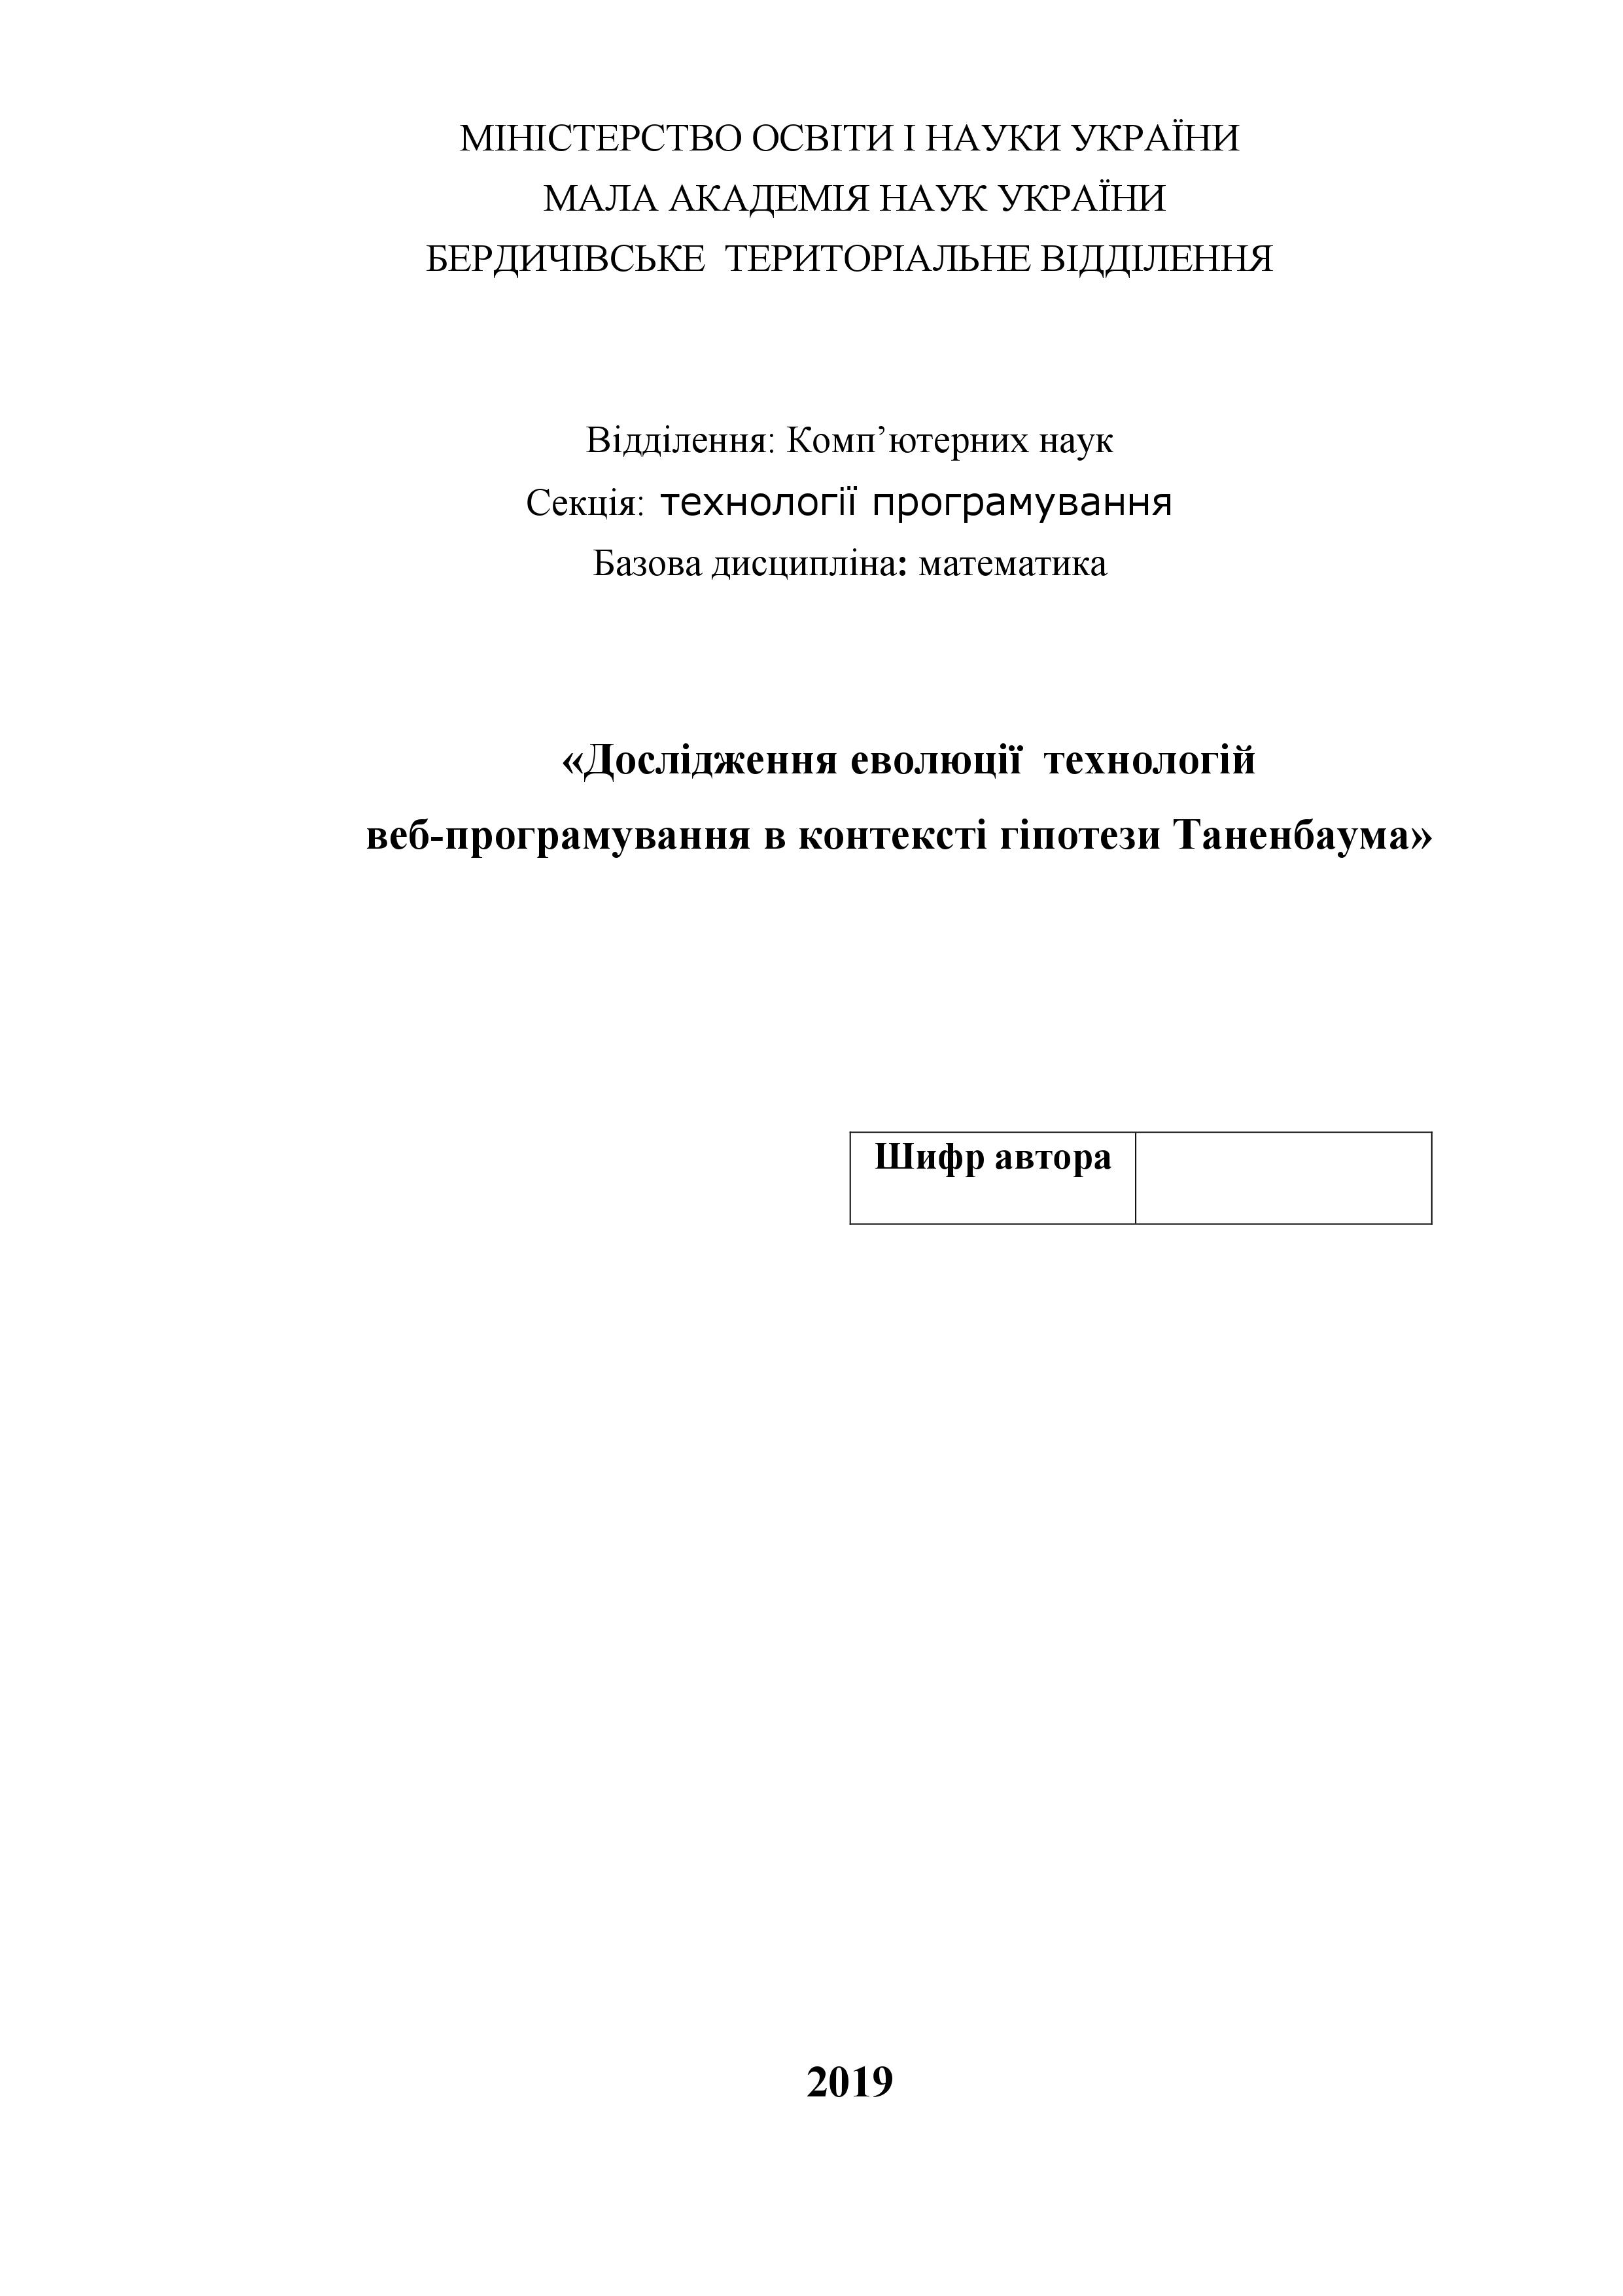 МІНІСТЕРСТВО ОСВІТИ І НАУКИ УКРАЇНИ
МАЛА АКАДЕМІЯ НАУК УКРАЇНИ
БЕРДИЧІВСЬКЕ  ТЕРИТОРІАЛЬНЕ ВІДДІЛЕННЯ
Відділення: Комп’ютерних наук
Секція: технології програмування
Базова дисципліна: математика
«Дослідження еволюції  технологій
веб-програмування в контексті гіпотези Таненбаума»
Шифр автора
2019